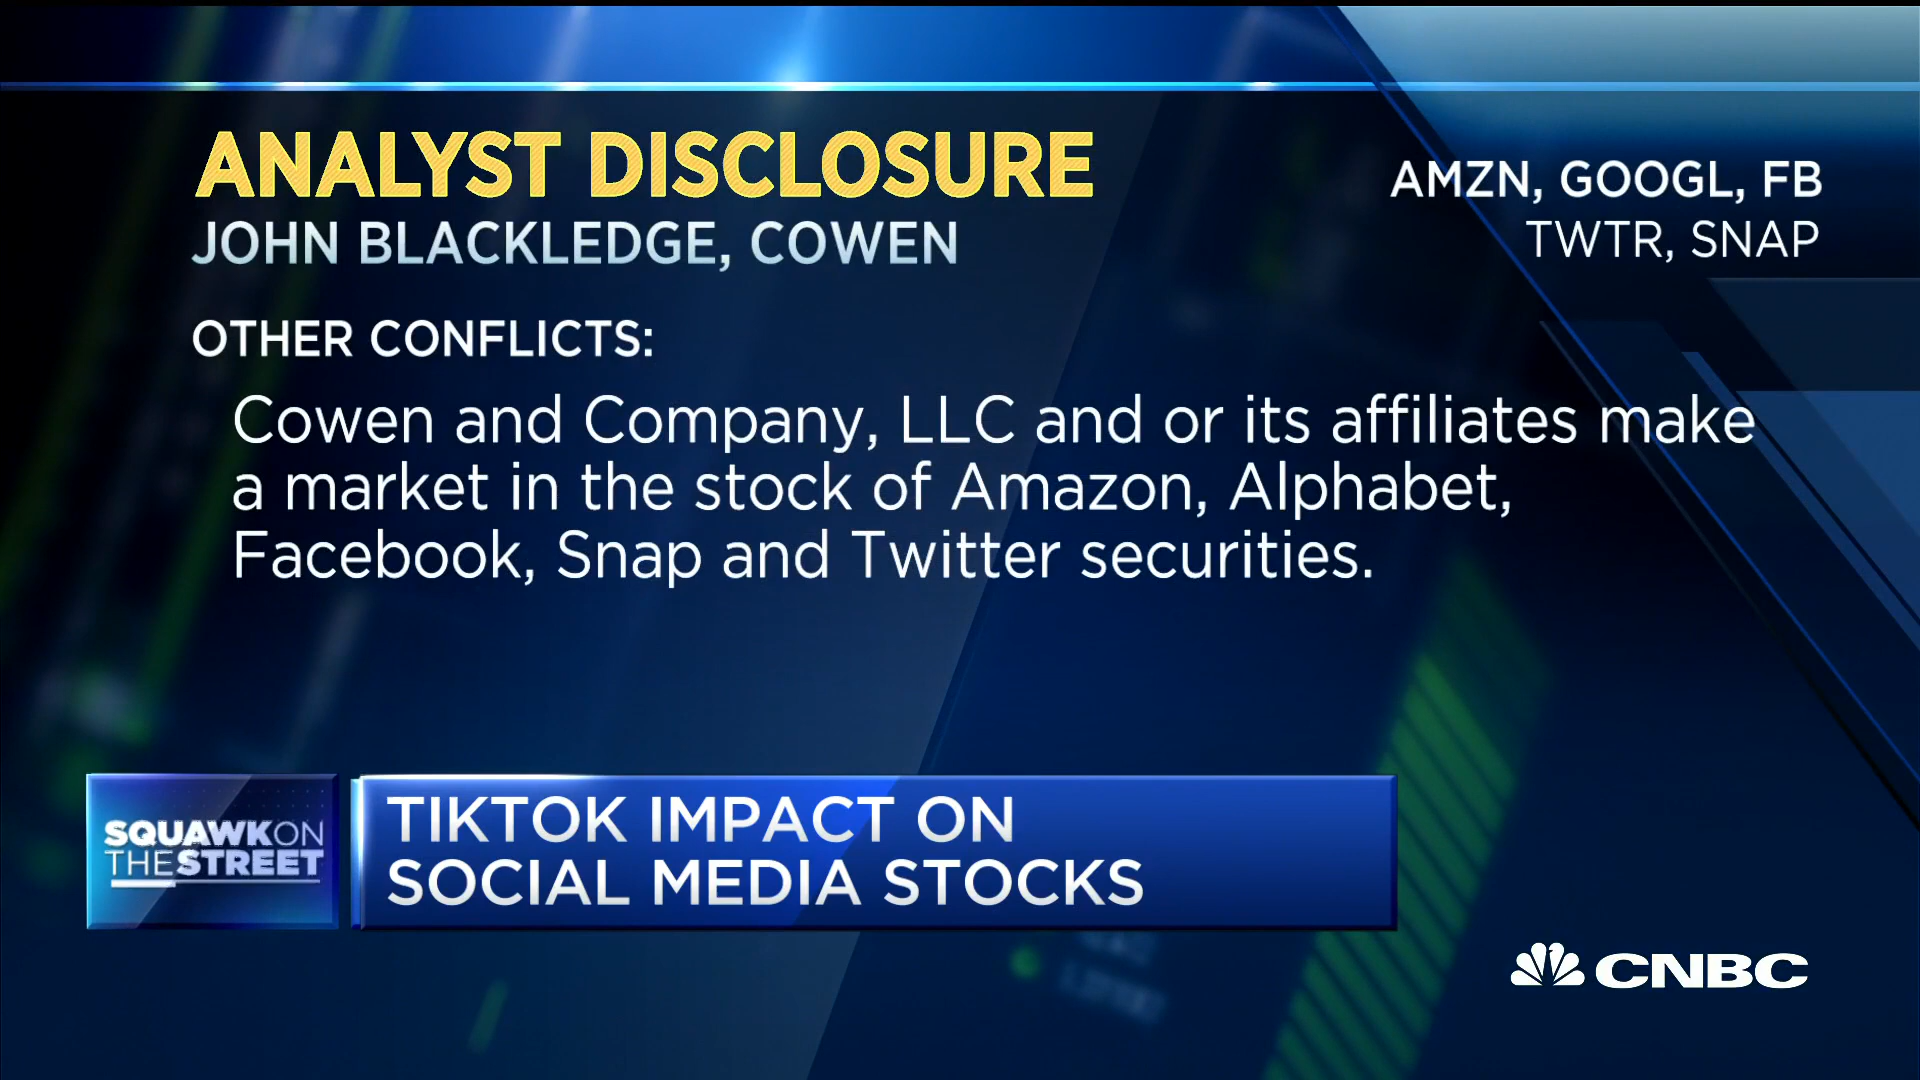 ANALYST DISCLOSURE
JOHN BLACKLEDGE, COWEN
AMZN, GOOGL, FB
TWTR, SNAP
OTHER CONFLICTS:
Cowen and Company, LLC and or its affiliates make
a market in the stock of Amazon, Alphabet,
Facebook, Snap and Twitter securities.
SQUAWK ON
THE STREET
TIKTOK IMPACT ON
SOCIAL MEDIA STOCKS
CNBC